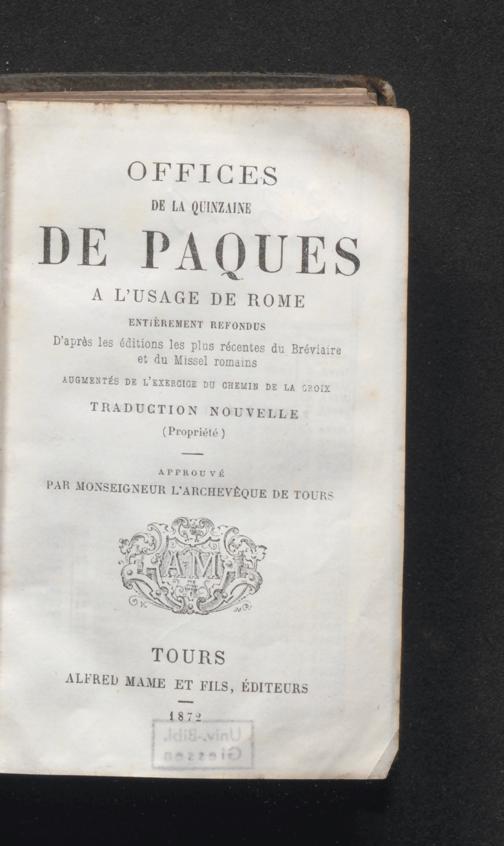 OFFICES
DE LA QUINZAINE
DE PAQUES
A L'USAGE DE ROME
ENTIÈREMENT REFONDUS
D'après les éditions les plus récentes du Bréviaire
et du Missel romains
AUGMENTÉS DE L'EXERCICE DU CHEMIN DE LA CROIX
TRADUCTION NOUVELLE
(Propriété)
APPROUVÉ
PAR MONSEIGNEUR L'ARCHEVÊQUE DE TOURS
AM
TOURS
ALFRED MAME ET FILS, ÉDITEURS
1872
Univ.-Bibl.
Giessen